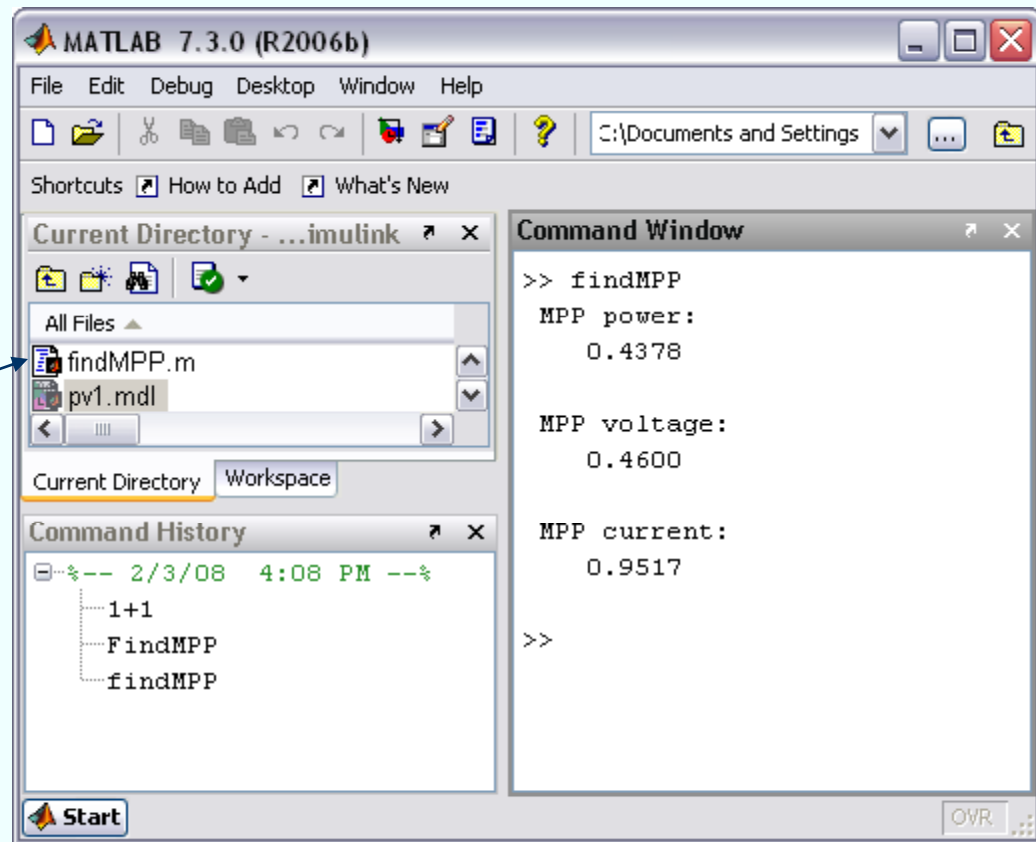 MATLAB 7.3.0 (R2006b)
File Edit Debug Desktop Window Help
C:\Documents and Settings
Shortcuts How to Add What's New
Current Directory - ...imulink
All Files
findMPP.m
pv1.mdl
Current Directory Workspace
Command History
%-- 2/3/08 4:08 PM --%
1+1
FindMPP
findMPP
Command Window
>> findMPP
MPP power:
0.4378
MPP voltage:
0.4600
MPP current:
0.9517
>>
Start
OVR